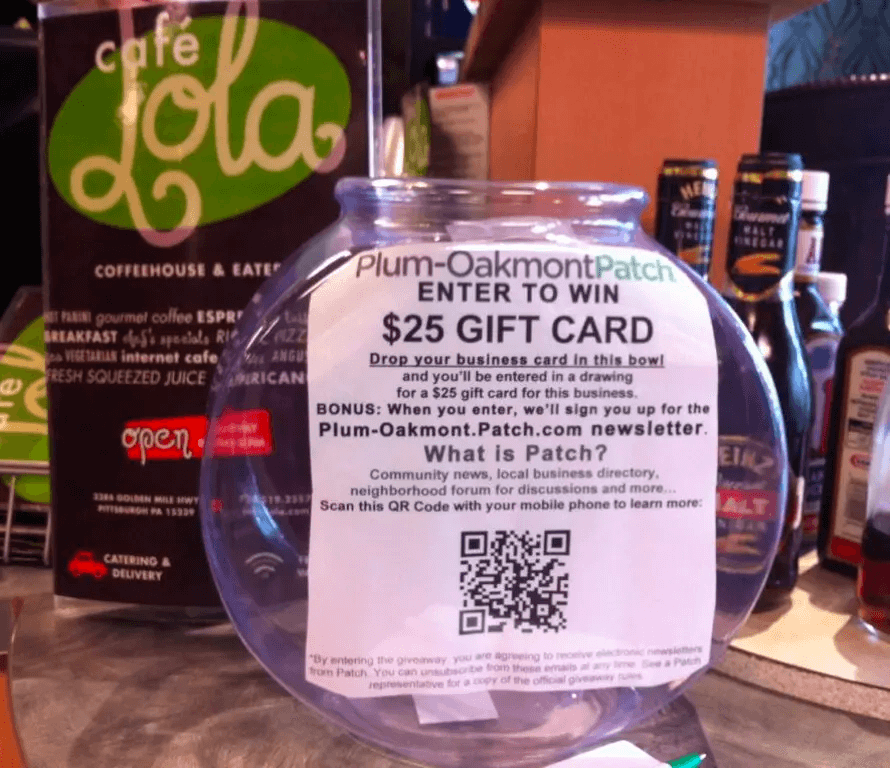 café
Lola
COFFEEHOUSE & EATER
gourmet coffee ESPR
BREAKFAST specials
VEGETARIAN internet cafe ANGU
FRESH SQUEEZED JUICE
open
PITTSBURGH PA 15239
CATERING &
DELIVERY
Plum-OakmontPatch
ENTER TO WIN
$25 GIFT CARD
Drop your business card in this bowl
and you'll be entered in a drawing
for a $25 gift card for this business.
BONUS: When you enter, we'll sign you up for the
Plum-Oakmont.Patch.com newsletter.
What is Patch?
Community news, local business directory,
neighborhood forum for discussions and more...
Scan this QR Code with your mobile phone to learn more:
*By entering the giveaway, you are agreeing to receive electronic newsletters
from Patch. You can unsubscribe from these emails at any time. See a Patch
representative for a copy of the official giveaway rules.
MALT
VINEGAR
HEINZ
MALT